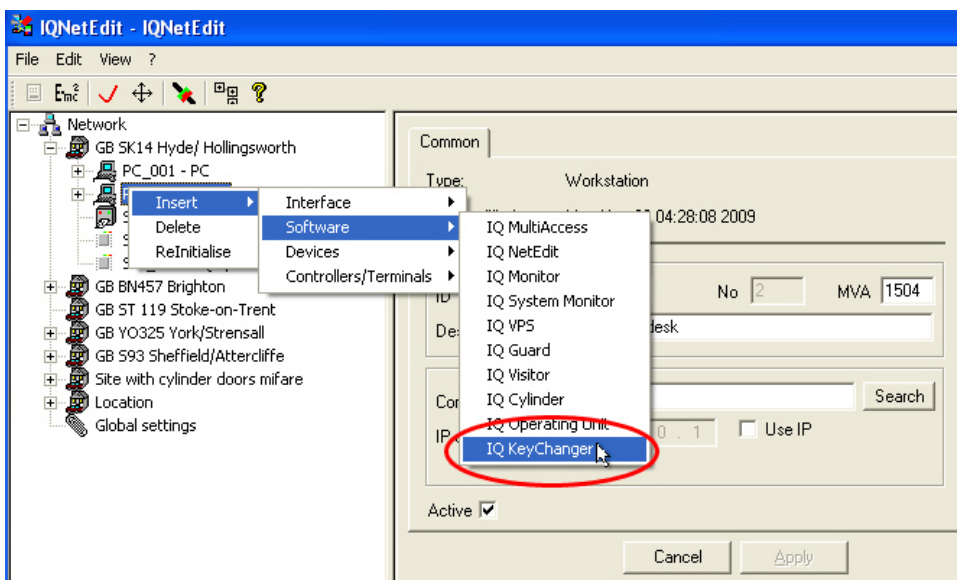 IQNetEdit - IQNetEdit
File Edit View ?
Network
GB SK14 Hyde/ Hollingsworth
PC_001 - PC
Insert
Delete
ReInitialise
Interface
Software
Devices
Controllers/Terminals
IQ MultiAccess
IQ NetEdit
IQ Monitor
IQ System Monitor
IQ VPS
IQ Guard
IQ Visitor
IQ Cylinder
IQ Operating Unit
IQ KeyChanger
GB BN457 Brighton
GB ST 119 Stoke-on-Trent
GB YO325 York/Strensall
GB S93 Sheffield/Attercliffe
Site with cylinder doors mifare
Location
Global settings
Common
Type: Workstation
04:28:08 2009
ID No 2 MVA 1504
desk
Search
IP 0 . 1 Use IP
Active
Cancel Apply